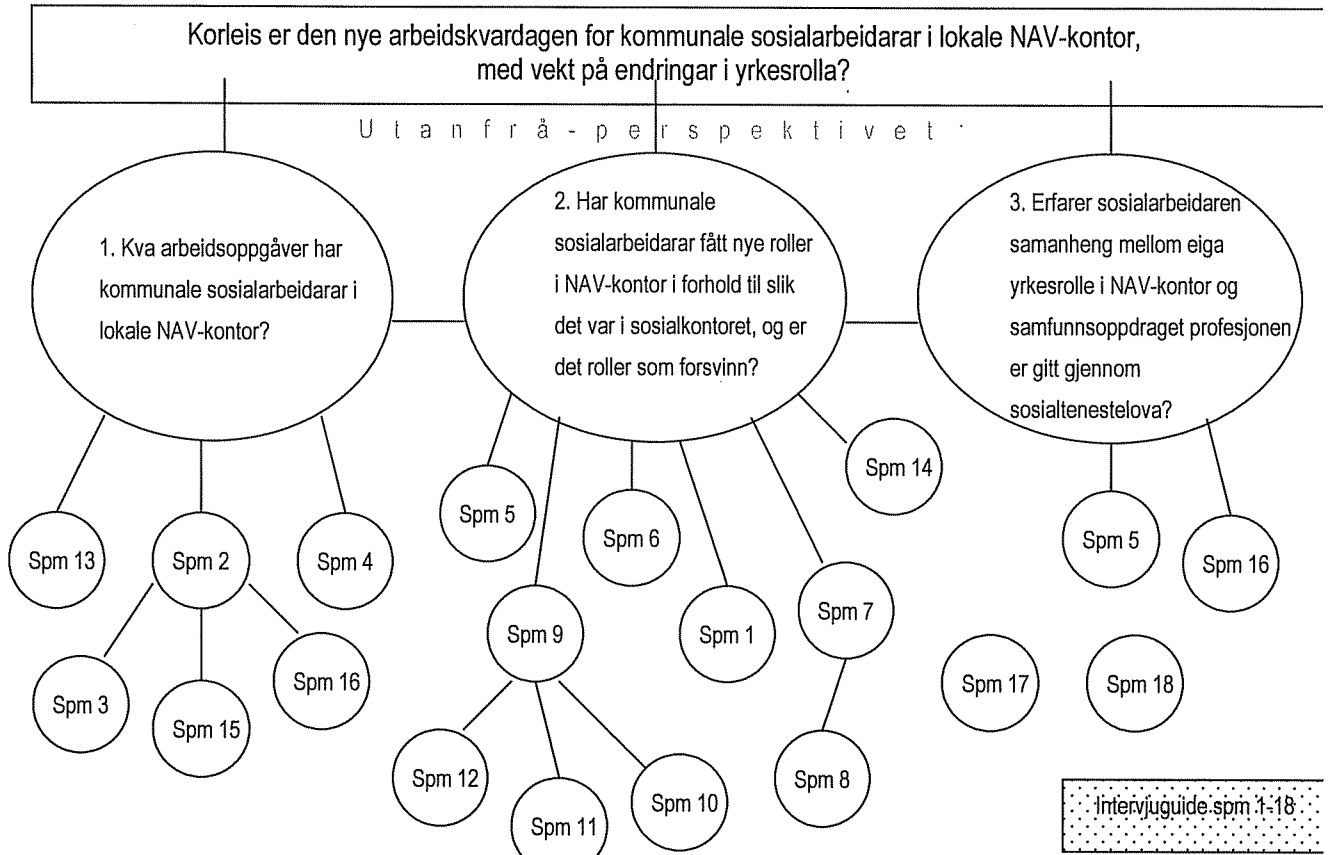 Korleis er den nye arbeidskvardagen for kommunale sosialarbeidarar i lokale NAV-kontor,
med vekt på endringar i yrkesrolla?
Utanfrå-perspektivet
1. Kva arbeidsoppgåver har
kommunale sosialarbeidarar i
lokale NAV-kontor?
2. Har kommunale
sosialarbeidarar fått nye roller
i NAV-kontor i forhold til slik
det var i sosialkontoret, og er
det roller som forsvinn?
3. Erfarer sosialarbeidaren
samanheng mellom eiga
yrkesrolle i NAV-kontor og
samfunnsoppdraget profesjonen
er gitt gjennom
sosialtenestelova?
Spm 13
Spm 2
Spm 4
Spm 3
Spm 15
Spm 16
Spm 5
Spm 9
Spm 6
Spm 1
Spm 7
Spm 14
Spm 12
Spm 11
Spm 10
Spm 8
Spm 5
Spm 16
Spm 17
Spm 18
Intervjuguide spm 1-18